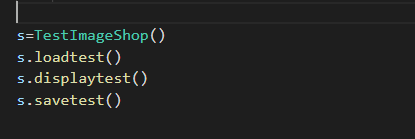 s=TestImageShop()
s.loadtest()
s.displaytest()
s.savetest()